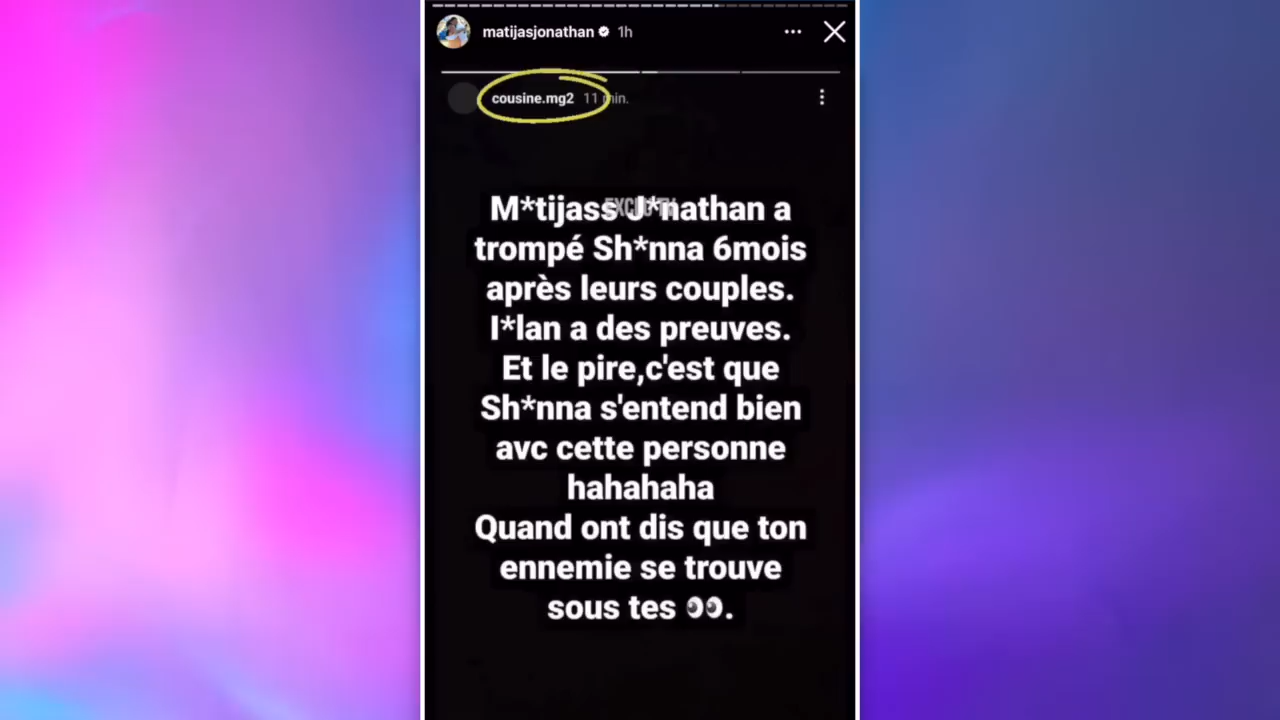 matijasjonathan 1h
cousine.mg2 11 min.
EXCLU TV
M*tijass J*nathan a
trompé Sh*nna 6mois
après leurs couples.
I*lan a des preuves.
Et le pire,c'est que
Sh*nna s'entend bien
avc cette personne
hahahaha
Quand ont dis que ton
ennemie se trouve
sous tes 👀.